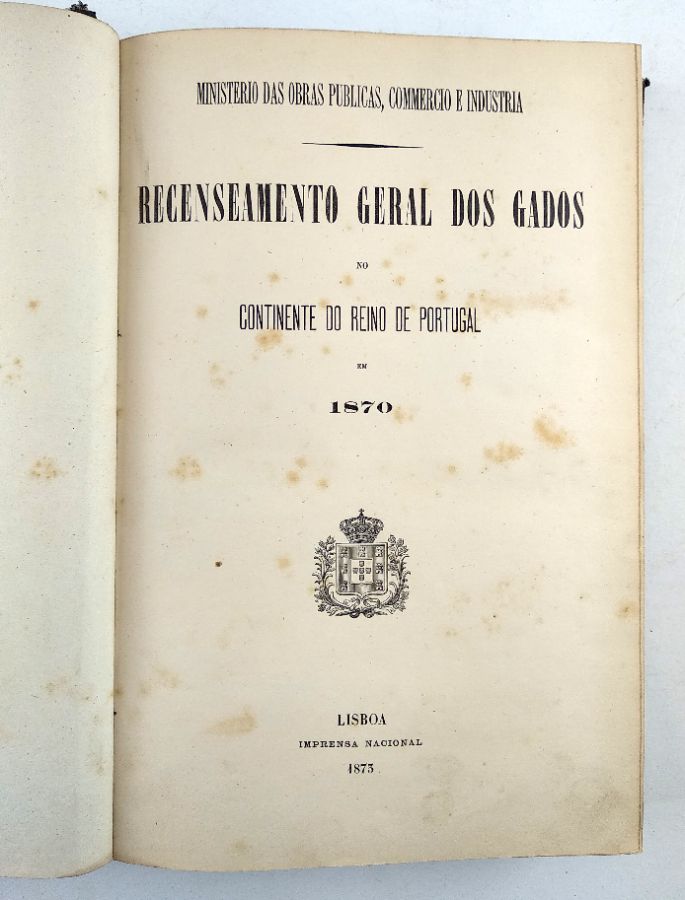 MINISTERIO DAS OBRAS PUBLICAS, COMMERCIO E INDUSTRIA
RECENSEAMENTO GERAL DOS GADOS
NO
CONTINENTE DO REINO DE PORTUGAL
EM
1870
LISBOA
IMPRENSA NACIONAL
1873